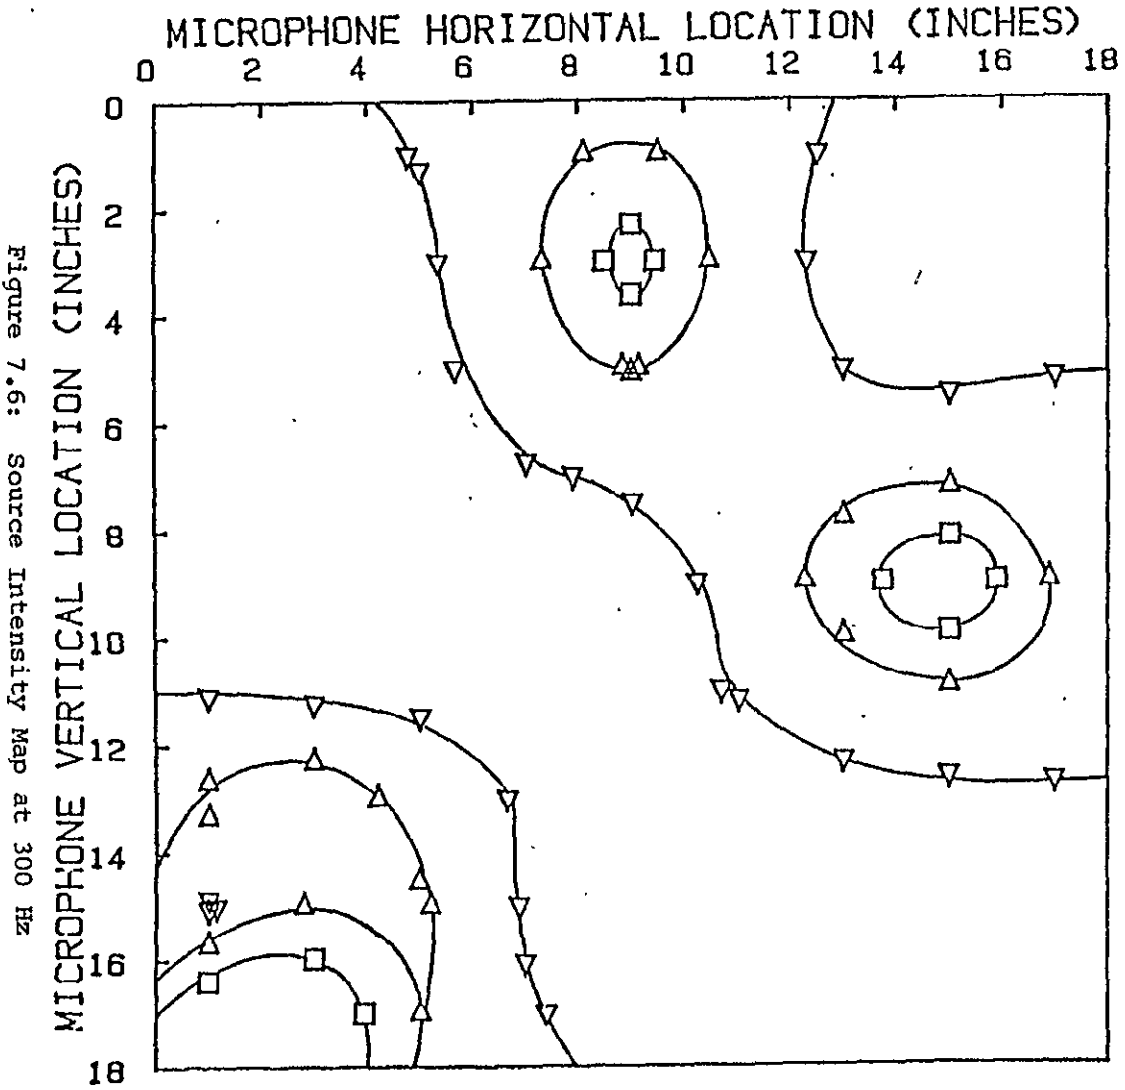 MICROPHONE HORIZONTAL LOCATION (INCHES)
0 2 4 6 8 10 12 14 16 18
MICROPHONE VERTICAL LOCATION (INCHES)
0
2
4
6
8
10
12
14
16
18
Figure 7.6: Source Intensity Map at 300 Hz